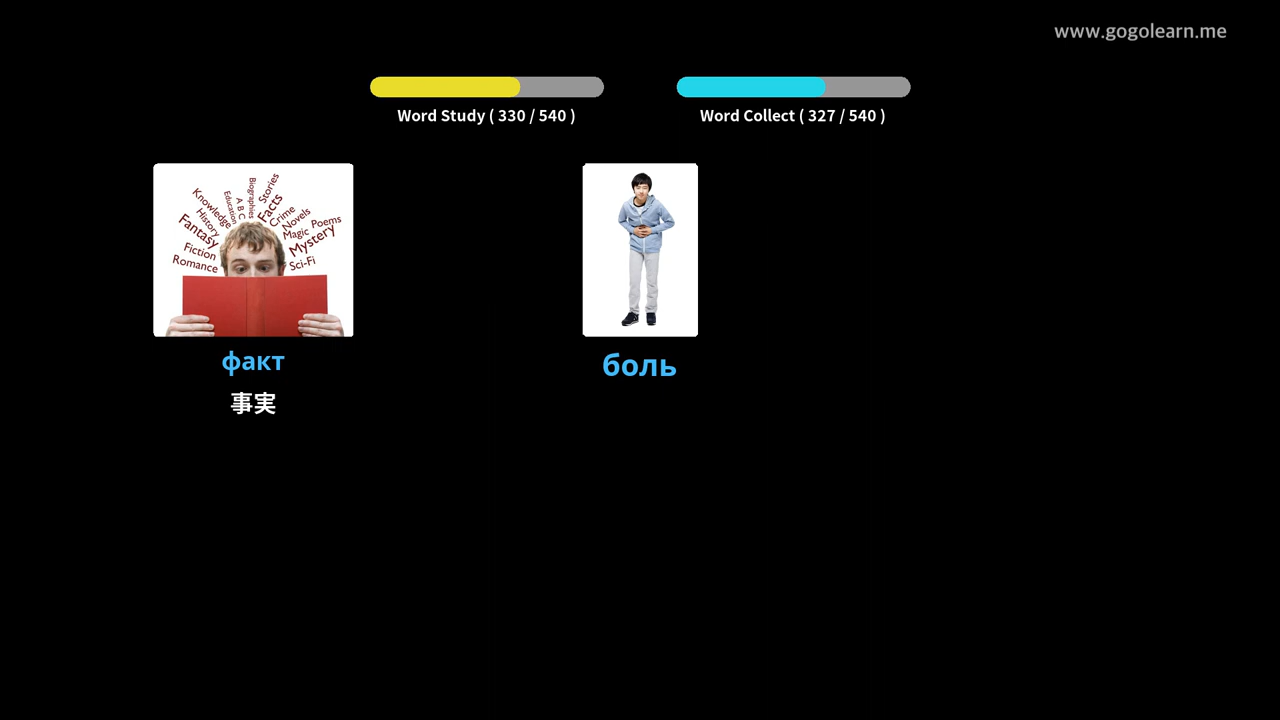 www.gogolearn.me
Word Study ( 330 / 540 )
Word Collect ( 327 / 540 )
Knowledge
Education
A B C
Biographies
Stories
Facts
Crime
Novels
Magic
Poems
Mystery
Sci-Fi
History
Fantasy
Fiction
Romance
факт
事実
боль